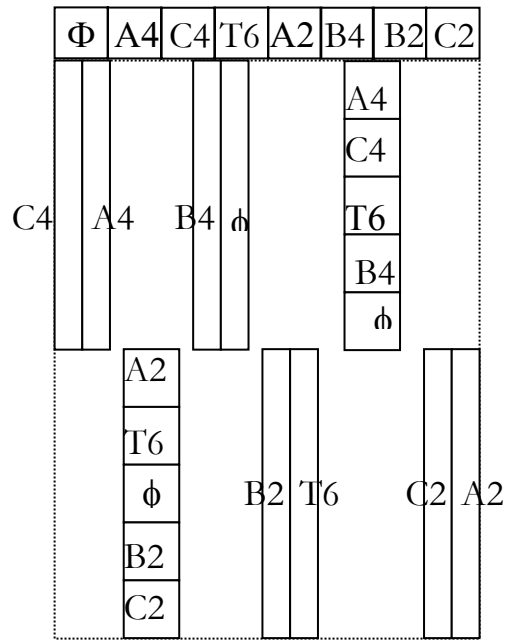 Φ A4 C4 T6 A2 B4 B2 C2
A4
C4
C4 A4 B4 ϕ T6
B4
ϕ
A2
T6
ϕ B2 T6 C2 A2
B2
C2